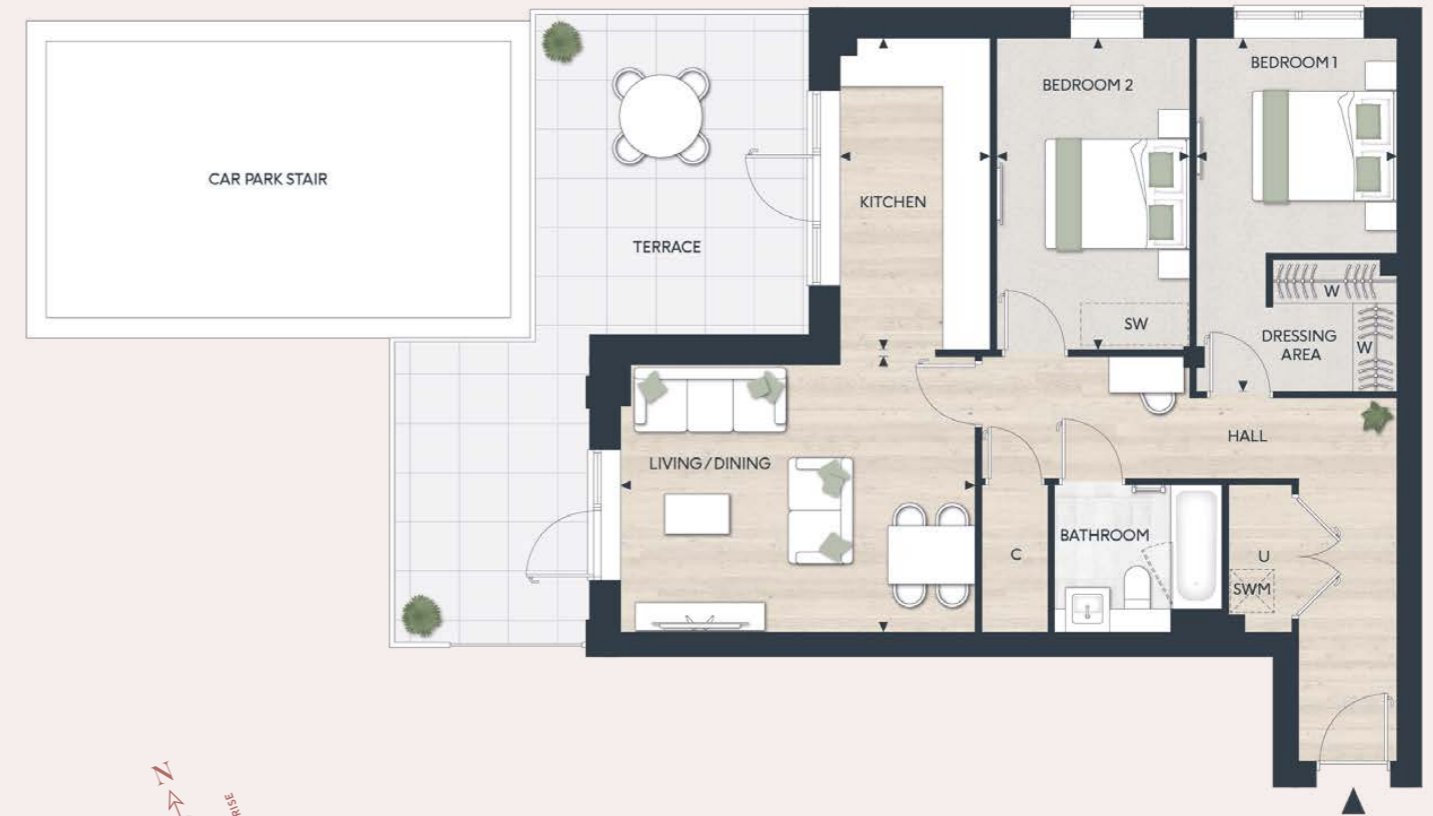 BEDROOM 1
BEDROOM 2
CAR PARK STAIR
KITCHEN
TERRACE
W
SW
DRESSING
AREA
W
HALL
LIVING/DINING
BATHROOM
C
U
SWM
N
RISE